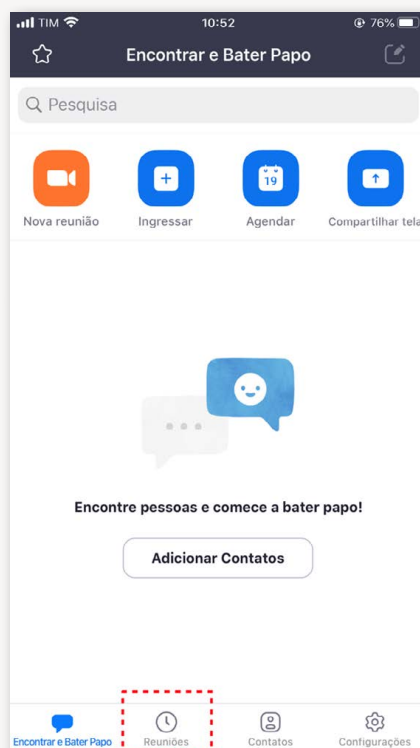 TIM 10:52 76%
Encontrar e Bater Papo
Pesquisa
19
Nova reunião Ingressar Agendar Compartilhar tela
Encontre pessoas e comece a bater papo!
Adicionar Contatos
Encontrar e Bater Papo Reuniões Contatos Configurações